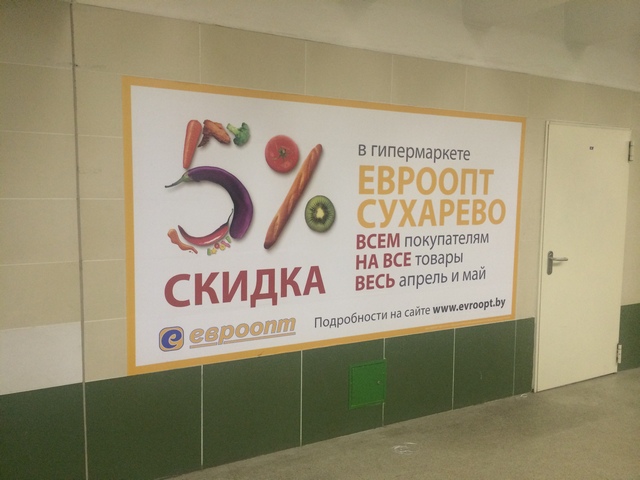 5%
СКИДКА
евроопт
в гипермаркете
ЕВРООПТ
СУХАРЕВО
ВСЕМ покупателям
НА ВСЕ товары
ВЕСЬ апрель и май
Подробности на сайте www.evroopt.by